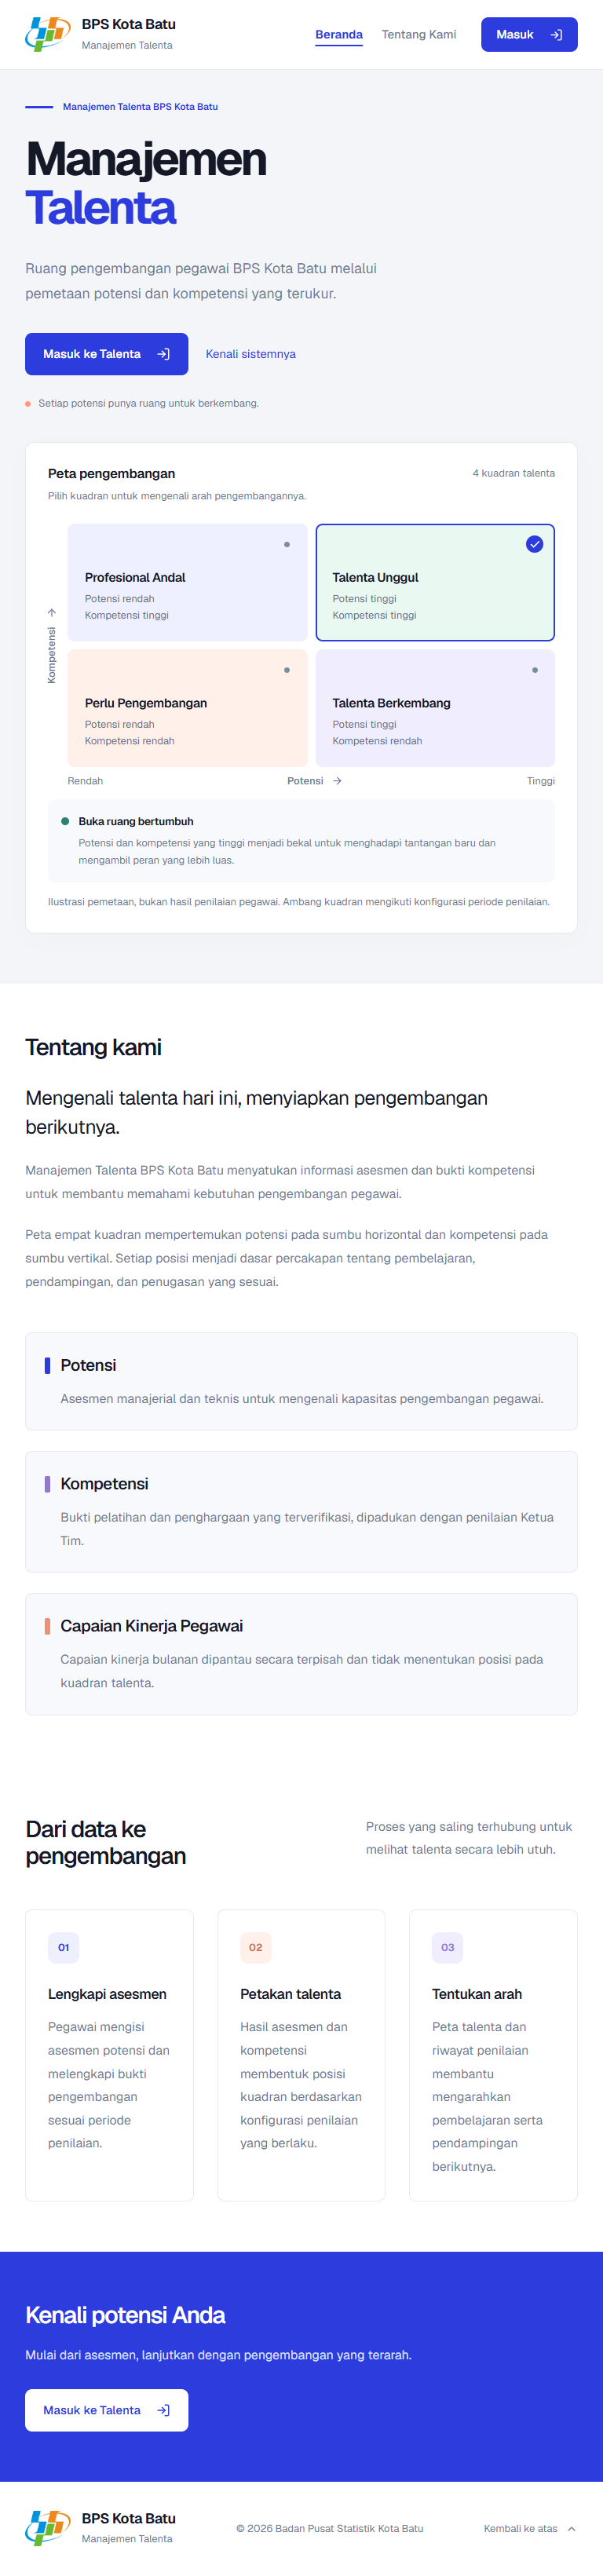 BPS Kota Batu
Manajemen Talenta
Beranda
Tentang Kami
Masuk
Manajemen Talenta BPS Kota Batu
Manajemen
Talenta
Ruang pengembangan pegawai BPS Kota Batu melalui
pemetaan potensi dan kompetensi yang terukur.
Masuk ke Talenta
Kenali sistemnya
Setiap potensi punya ruang untuk berkembang.
Peta pengembangan
4 kuadran talenta
Pilih kuadran untuk mengenali arah pengembangannya.
Kompetensi
Profesional Andal
Potensi rendah
Kompetensi tinggi
Talenta Unggul
Potensi tinggi
Kompetensi tinggi
Perlu Pengembangan
Potensi rendah
Kompetensi rendah
Talenta Berkembang
Potensi tinggi
Kompetensi rendah
Rendah
Potensi
Tinggi
Buka ruang bertumbuh
Potensi dan kompetensi yang tinggi menjadi bekal untuk menghadapi tantangan baru dan
mengambil peran yang lebih luas.
Ilustrasi pemetaan, bukan hasil penilaian pegawai. Ambang kuadran mengikuti konfigurasi periode penilaian.
Tentang kami
Mengenali talenta hari ini, menyiapkan pengembangan
berikutnya.
Manajemen Talenta BPS Kota Batu menyatukan informasi asesmen dan bukti kompetensi
untuk membantu memahami kebutuhan pengembangan pegawai.
Peta empat kuadran mempertemukan potensi pada sumbu horizontal dan kompetensi pada
sumbu vertikal. Setiap posisi menjadi dasar percakapan tentang pembelajaran,
pendampingan, dan penugasan yang sesuai.
Potensi
Asesmen manajerial dan teknis untuk mengenali kapasitas pengembangan pegawai.
Kompetensi
Bukti pelatihan dan penghargaan yang terverifikasi, dipadukan dengan penilaian Ketua
Tim.
Capaian Kinerja Pegawai
Capaian kinerja bulanan dipantau secara terpisah dan tidak menentukan posisi pada
kuadran talenta.
Dari data ke
pengembangan
Proses yang saling terhubung untuk
melihat talenta secara lebih utuh.
01
Lengkapi asesmen
Pegawai mengisi
asesmen potensi dan
melengkapi bukti
pengembangan
sesuai periode
penilaian.
02
Petakan talenta
Hasil asesmen dan
kompetensi
membentuk posisi
kuadran berdasarkan
konfigurasi penilaian
yang berlaku.
03
Tentukan arah
Peta talenta dan
riwayat penilaian
membantu
mengarahkan
pembelajaran serta
pendampingan
berikutnya.
Kenali potensi Anda
Mulai dari asesmen, lanjutkan dengan pengembangan yang terarah.
Masuk ke Talenta
BPS Kota Batu
Manajemen Talenta
© 2026 Badan Pusat Statistik Kota Batu
Kembali ke atas